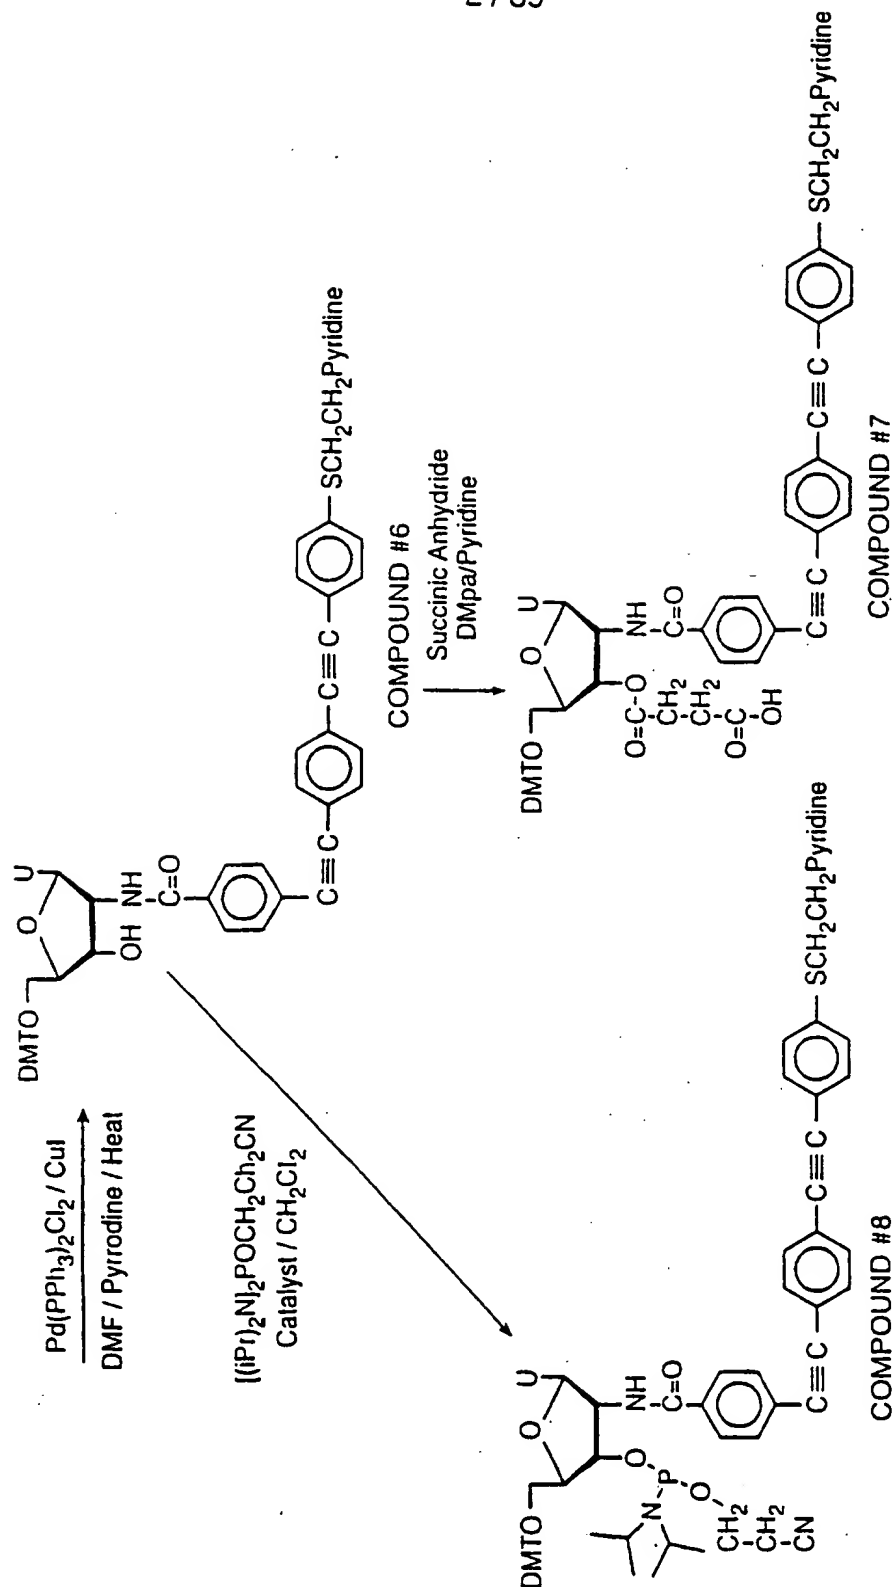 Pd(PPh₃)₂Cl₂ / CuI
DMF / Pyrrodine / Heat
DMTO
O
U
OH
NH
C=O
C≡C
C≡C
SCH₂CH₂Pyridine
COMPOUND #6
[(iPr)₂N]₂POCH₂Ch₂CN
Catalyst / CH₂Cl₂
Succinic Anhydride
DMpa/Pyridine
DMTO
O
U
O
NH
P
C=O
N
O
CH₂
CH₂
C-CN
C≡C
C≡C
SCH₂CH₂Pyridine
COMPOUND #8
DMTO
O
U
NH
O=C-O
CH₂
CH₂
O=C
OH
C=O
C≡C
C≡C
SCH₂CH₂Pyridine
COMPOUND #7